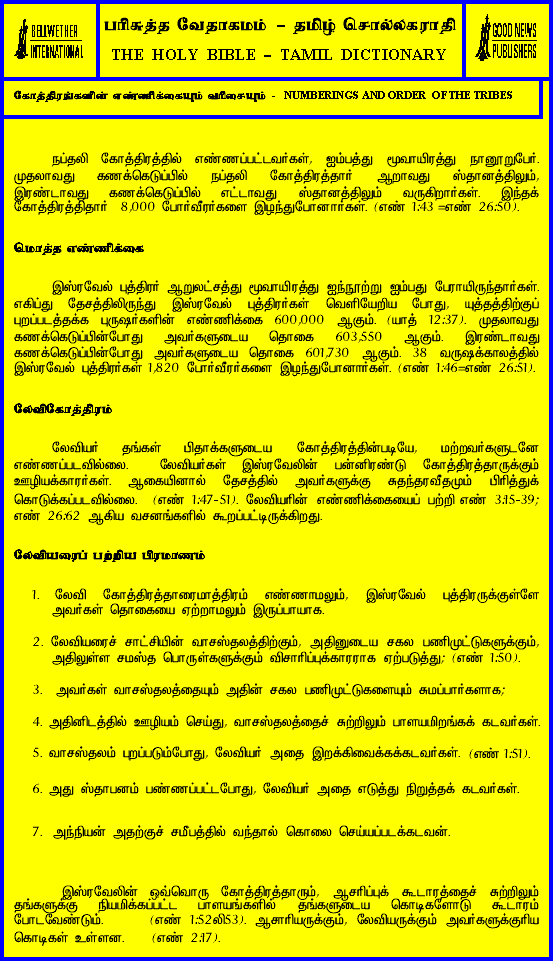 BELLWETHER
INTERNATIONAL
பரிசுத்த வேதாகமம் - தமிழ் சொல்லகராதி
THE HOLY BIBLE - TAMIL DICTIONARY
GOOD NEWS
PUBLISHERS
கோத்திரங்களின் எண்ணிக்கையும் வரிசையும் - NUMBERINGS AND ORDER OF THE TRIBES
நப்தலி கோத்திரத்தில் எண்ணப்பட்டவர்கள், ஐம்பத்து மூவாயிரத்து நானூறுபேர்.
முதலாவது கணக்கெடுப்பில் நப்தலி கோத்திரத்தார் ஆறாவது ஸ்தானத்திலும்,
இரண்டாவது கணக்கெடுப்பில் எட்டாவது ஸ்தானத்திலும் வருகிறார்கள். இந்தக்
கோத்திரத்திதார் 8,000 போர்வீரர்களை இழந்துபோனார்கள். (எண் 1:43 =எண் 26:50).
மொத்த எண்ணிக்கை
இஸ்ரவேல் புத்திரர் ஆறுலட்சத்து மூவாயிரத்து ஐந்நூற்று ஐம்பது பேராயிருந்தார்கள்.
எகிப்து தேசத்திலிருந்து இஸ்ரவேல் புத்திரர்கள் வெளியேறிய போது, யுத்தத்திற்குப்
புறப்படத்தக்க புருஷர்களின் எண்ணிக்கை 600,000 ஆகும். (யாத் 12:37). முதலாவது
கணக்கெடுப்பின்போது அவர்களுடைய தொகை 603,550 ஆகும். இரண்டாவது
கணக்கெடுப்பின்போது அவர்களுடைய தொகை 601,730 ஆகும். 38 வருஷக்காலத்தில்
இஸ்ரவேல் புத்திரர்கள் 1,820 போர்வீரர்களை இழந்துபோனார்கள். (எண் 1:46=எண் 26:51).
லேவிகோத்திரம்
லேவியர் தங்கள் பிதாக்களுடைய கோத்திரத்தின்படியே, மற்றவர்களுடனே
எண்ணப்படவில்லை. லேவியர்கள் இஸ்ரவேலின் பன்னிரண்டு கோத்திரத்தாருக்கும்
ஊழியக்காரர்கள். ஆகையினால் தேசத்தில் அவர்களுக்கு சுதந்தரவீதமும் பிரித்துக்
கொடுக்கப்படவில்லை. (எண் 1:47-51). லேவியரின் எண்ணிக்கையைப் பற்றி எண் 3:15-39;
எண் 26:62 ஆகிய வசனங்களில் கூறப்பட்டிருக்கிறது.
லேவியரைப் பற்றிய பிரமாணம்
1. லேவி கோத்திரத்தாரைமாத்திரம் எண்ணாமலும், இஸ்ரவேல் புத்திரருக்குள்ளே
அவர்கள் தொகையை ஏற்றாமலும் இருப்பாயாக.
2. லேவியரைச் சாட்சியின் வாசஸ்தலத்திற்கும், அதினுடைய சகல பணிமுட்டுகளுக்கும்,
அதிலுள்ள சமஸ்த பொருள்களுக்கும் விசாரிப்புக்காரராக ஏற்படுத்து; (எண் 1:50).
3. அவர்கள் வாசஸ்தலத்தையும் அதின் சகல பணிமுட்டுகளையும் சுமப்பார்களாக;
4. அதினிடத்தில் ஊழியம் செய்து, வாசஸ்தலத்தைச் சுற்றிலும் பாளயமிறங்கக் கடவர்கள்.
5. வாசஸ்தலம் புறப்படும்போது, லேவியர் அதை இறக்கிவைக்கக்கடவர்கள். (எண் 1:51).
6. அது ஸ்தாபனம் பண்ணப்பட்டபோது, லேவியர் அதை எடுத்து நிறுத்தக் கடவர்கள்.
7. அந்நியன் அதற்குச் சமீபத்தில் வந்தால் கொலை செய்யப்படக்கடவன்.
இஸ்ரவேலின் ஒவ்வொரு கோத்திரத்தாரும், ஆசரிப்புக் கூடாரத்தைச் சுற்றிலும்
தங்களுக்கு நியமிக்கப்பட்ட பாளயங்களில் தங்களுடைய கொடிகளோடு கூடாரம்
போடவேண்டும். (எண் 1:52லி53). ஆசாரியருக்கும், லேவியருக்கும் அவர்களுக்குரிய
கொடிகள் உள்ளன. (எண் 2:17).